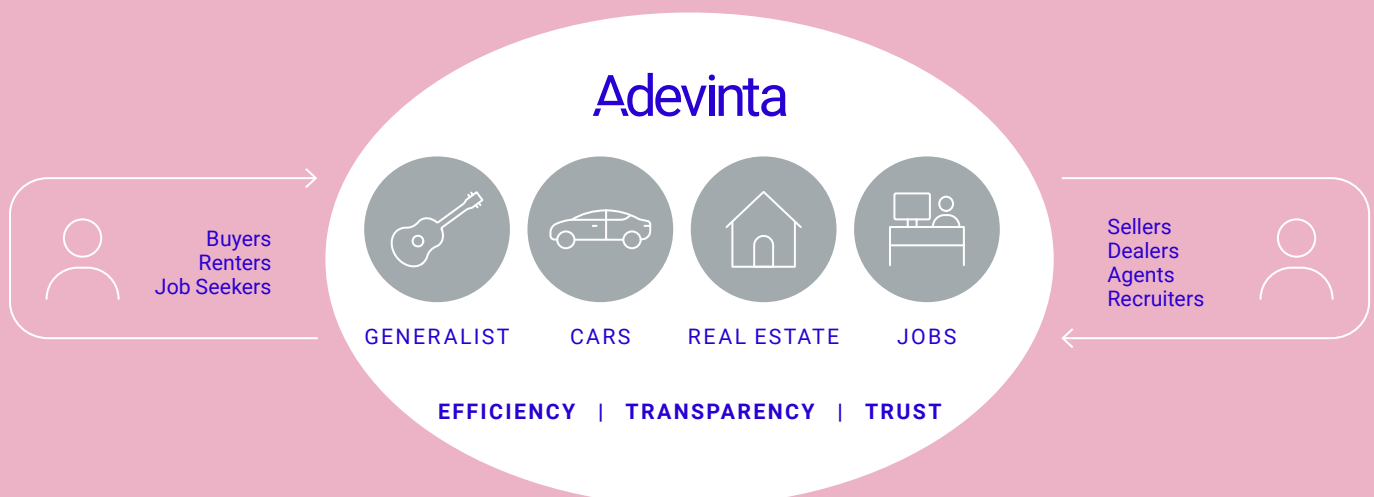 Adevinta
Buyers
Renters
Job Seekers
GENERALIST
CARS
REAL ESTATE
JOBS
EFFICIENCY | TRANSPARENCY | TRUST
Sellers
Dealers
Agents
Recruiters